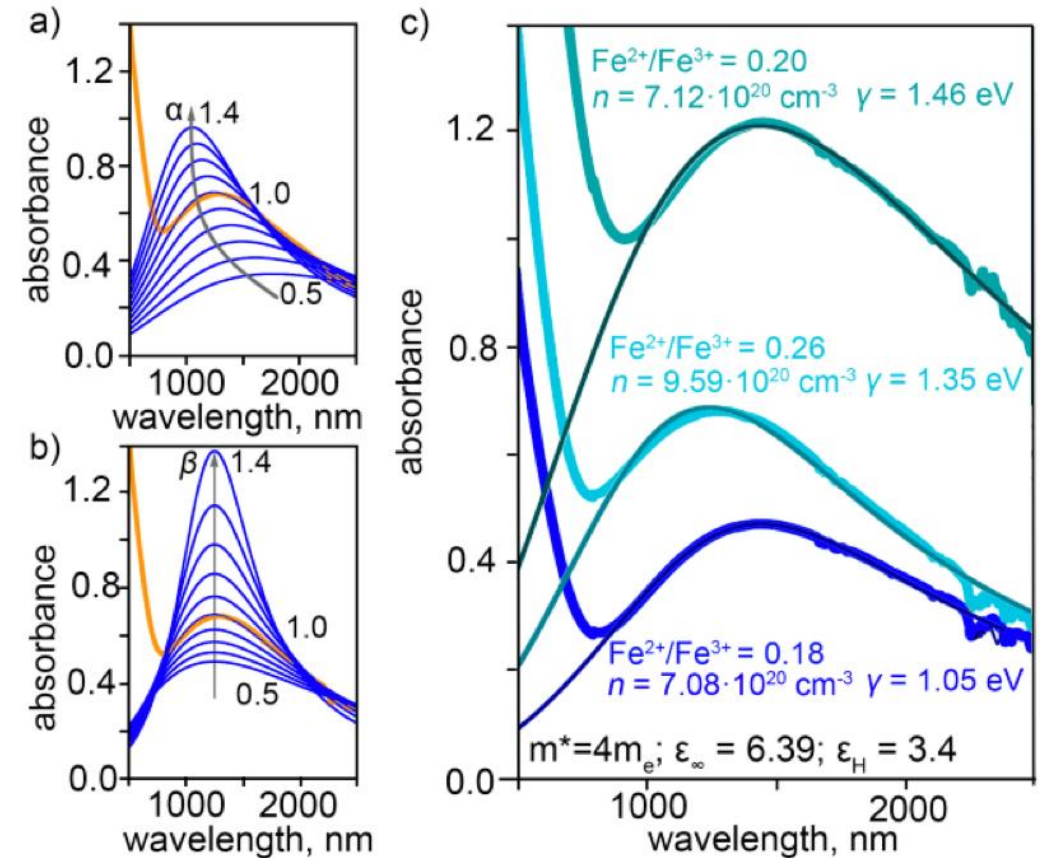 a)
absorbance
1.2
0.8
0.4
0.0
α 1.4
1.0
0.5
1000 2000
wavelength, nm
b)
absorbance
1.2
0.8
0.4
0.0
β 1.4
1.0
0.5
1000 2000
wavelength, nm
c)
absorbance
1.2
0.8
0.4
0.0
Fe²⁺/Fe³⁺ = 0.20
n = 7.12·10²⁰ cm⁻³ γ = 1.46 eV
Fe²⁺/Fe³⁺ = 0.26
n = 9.59·10²⁰ cm⁻³ γ = 1.35 eV
Fe²⁺/Fe³⁺ = 0.18
n = 7.08·10²⁰ cm⁻³ γ = 1.05 eV
m*=4mₑ; ε∞ = 6.39; εH = 3.4
1000 2000
wavelength, nm